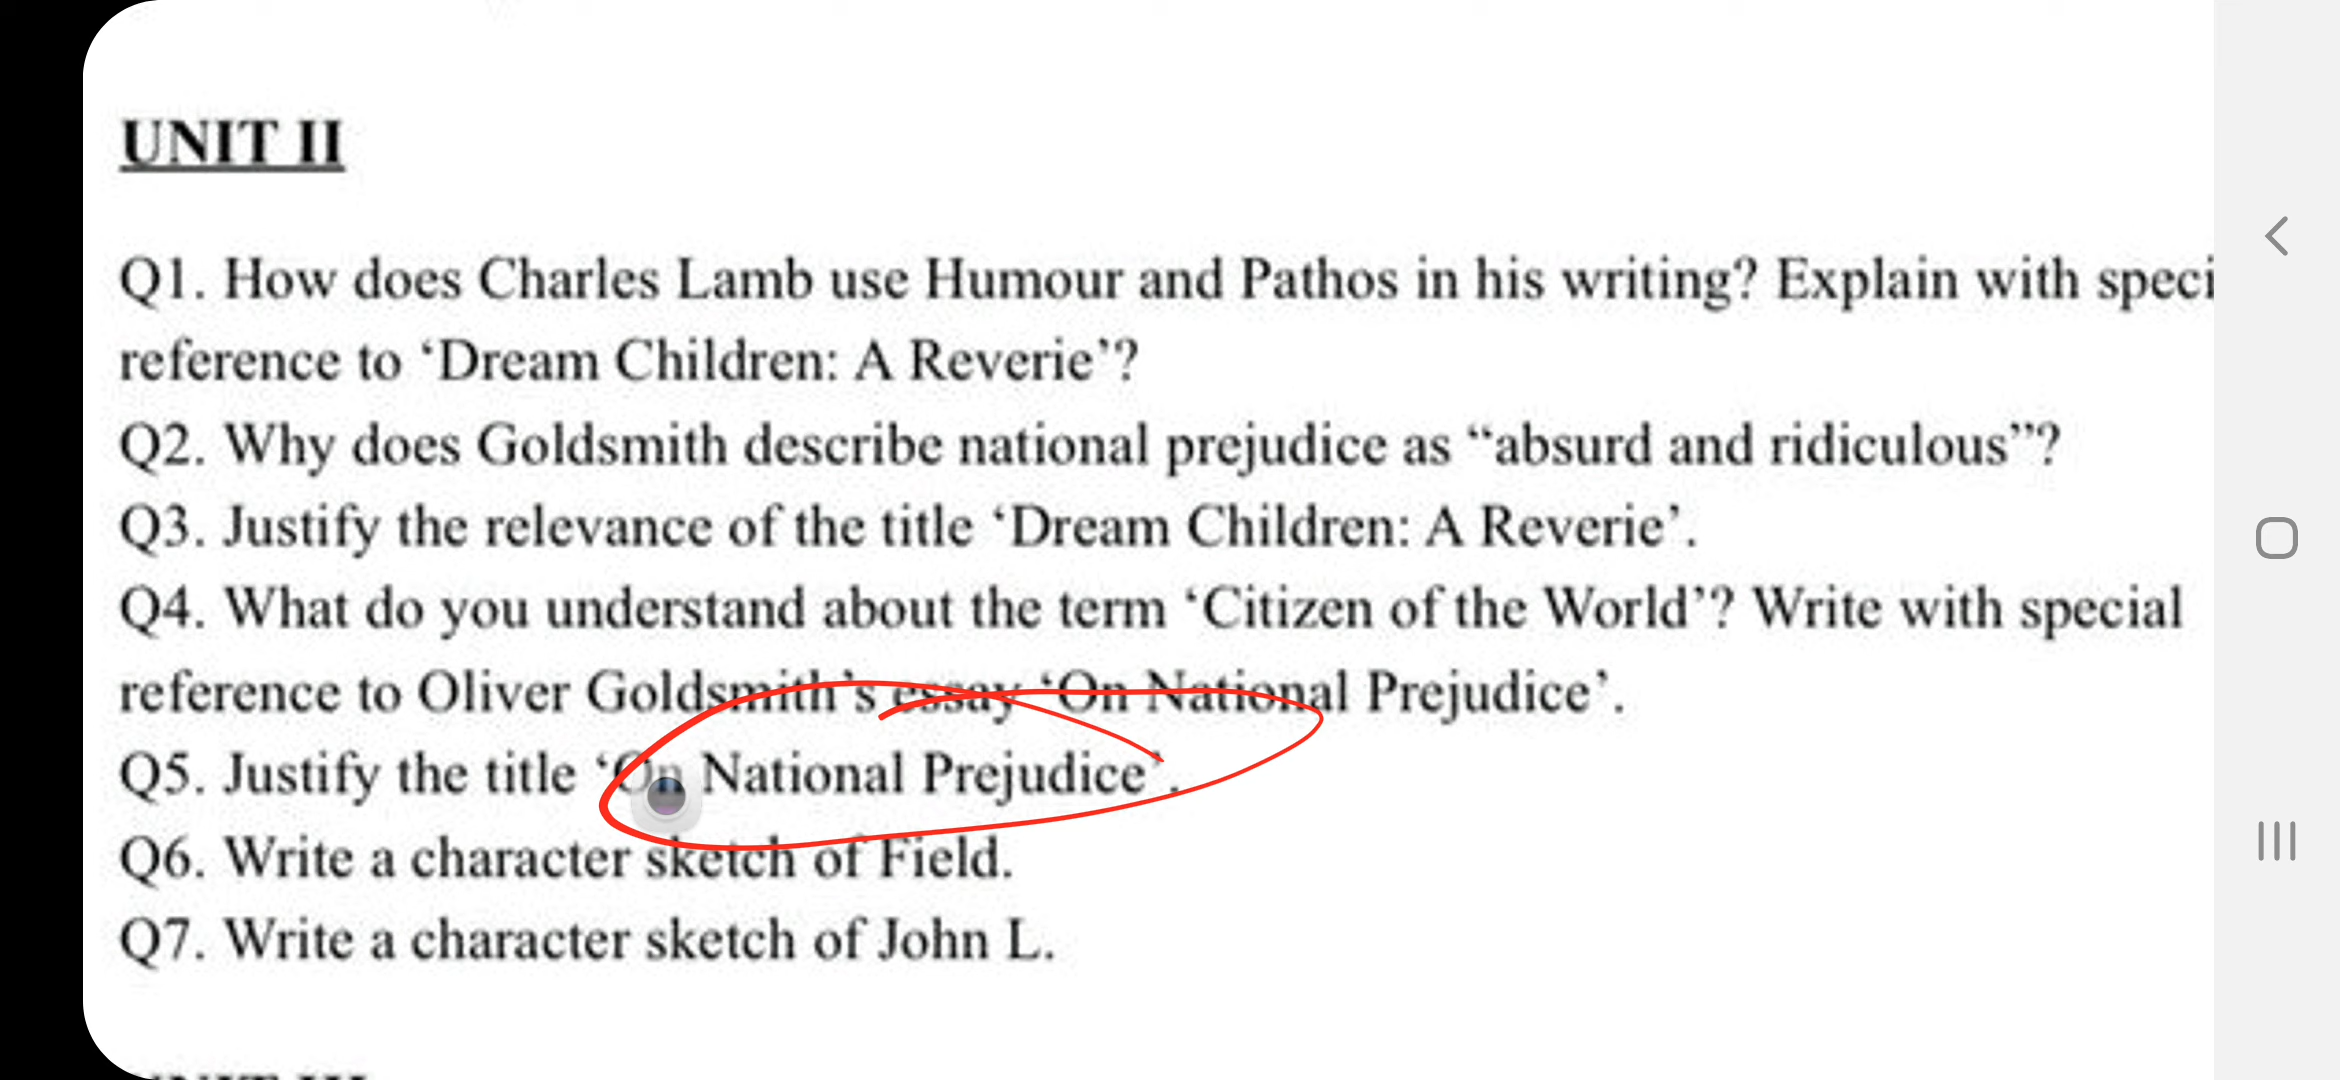 UNIT II
Q1. How does Charles Lamb use Humour and Pathos in his writing? Explain with speci
reference to ‘Dream Children: A Reverie’?
Q2. Why does Goldsmith describe national prejudice as “absurd and ridiculous”?
Q3. Justify the relevance of the title ‘Dream Children: A Reverie’.
Q4. What do you understand about the term ‘Citizen of the World’? Write with special
reference to Oliver Goldsmith’s essay ‘On National Prejudice’.
Q5. Justify the title ‘On National Prejudice’.
Q6. Write a character sketch of Field.
Q7. Write a character sketch of John L.